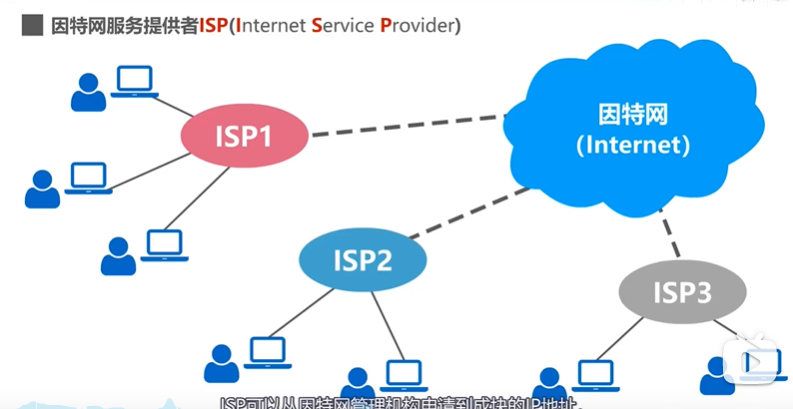 因特网服务提供者ISP(Internet Service Provider)
ISP1
因特网
(Internet)
ISP2
ISP3
ISP可以从因特网管理机构申请到成块的IP地址，